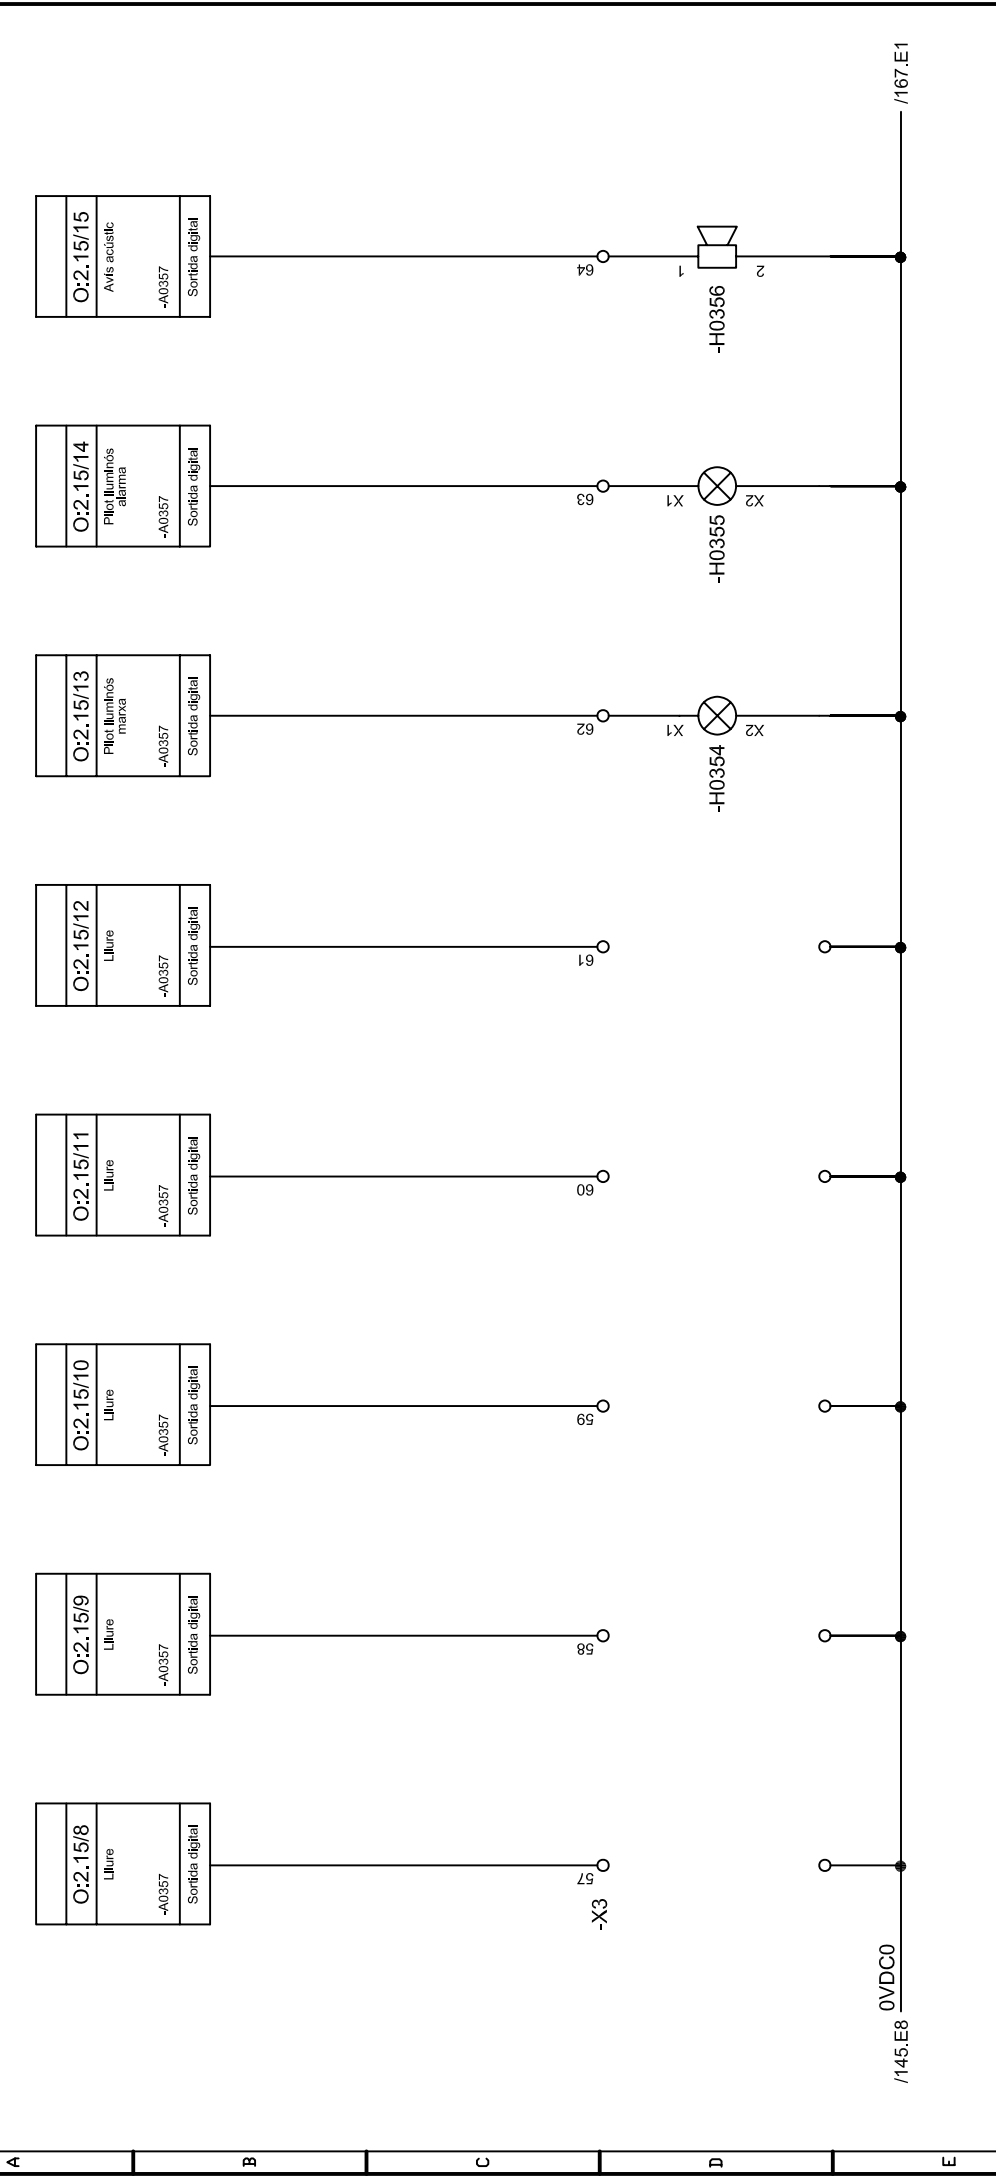 O:2.15/8
Lliure
-A0357
Sortida digital
O:2.15/9
Lliure
-A0357
Sortida digital
O:2.15/10
Lliure
-A0357
Sortida digital
O:2.15/11
Lliure
-A0357
Sortida digital
O:2.15/12
Lliure
-A0357
Sortida digital
O:2.15/13
Pilot lluminós
marxa
-A0357
Sortida digital
O:2.15/14
Pilot lluminós
alarma
-A0357
Sortida digital
O:2.15/15
Avís acústic
-A0357
Sortida digital
-X3
57
58
59
60
61
62
63
64
-H0354
X1
X2
-H0355
X1
X2
-H0356
1
2
/145.E8
0VDC0
/167.E1
A
B
C
D
E